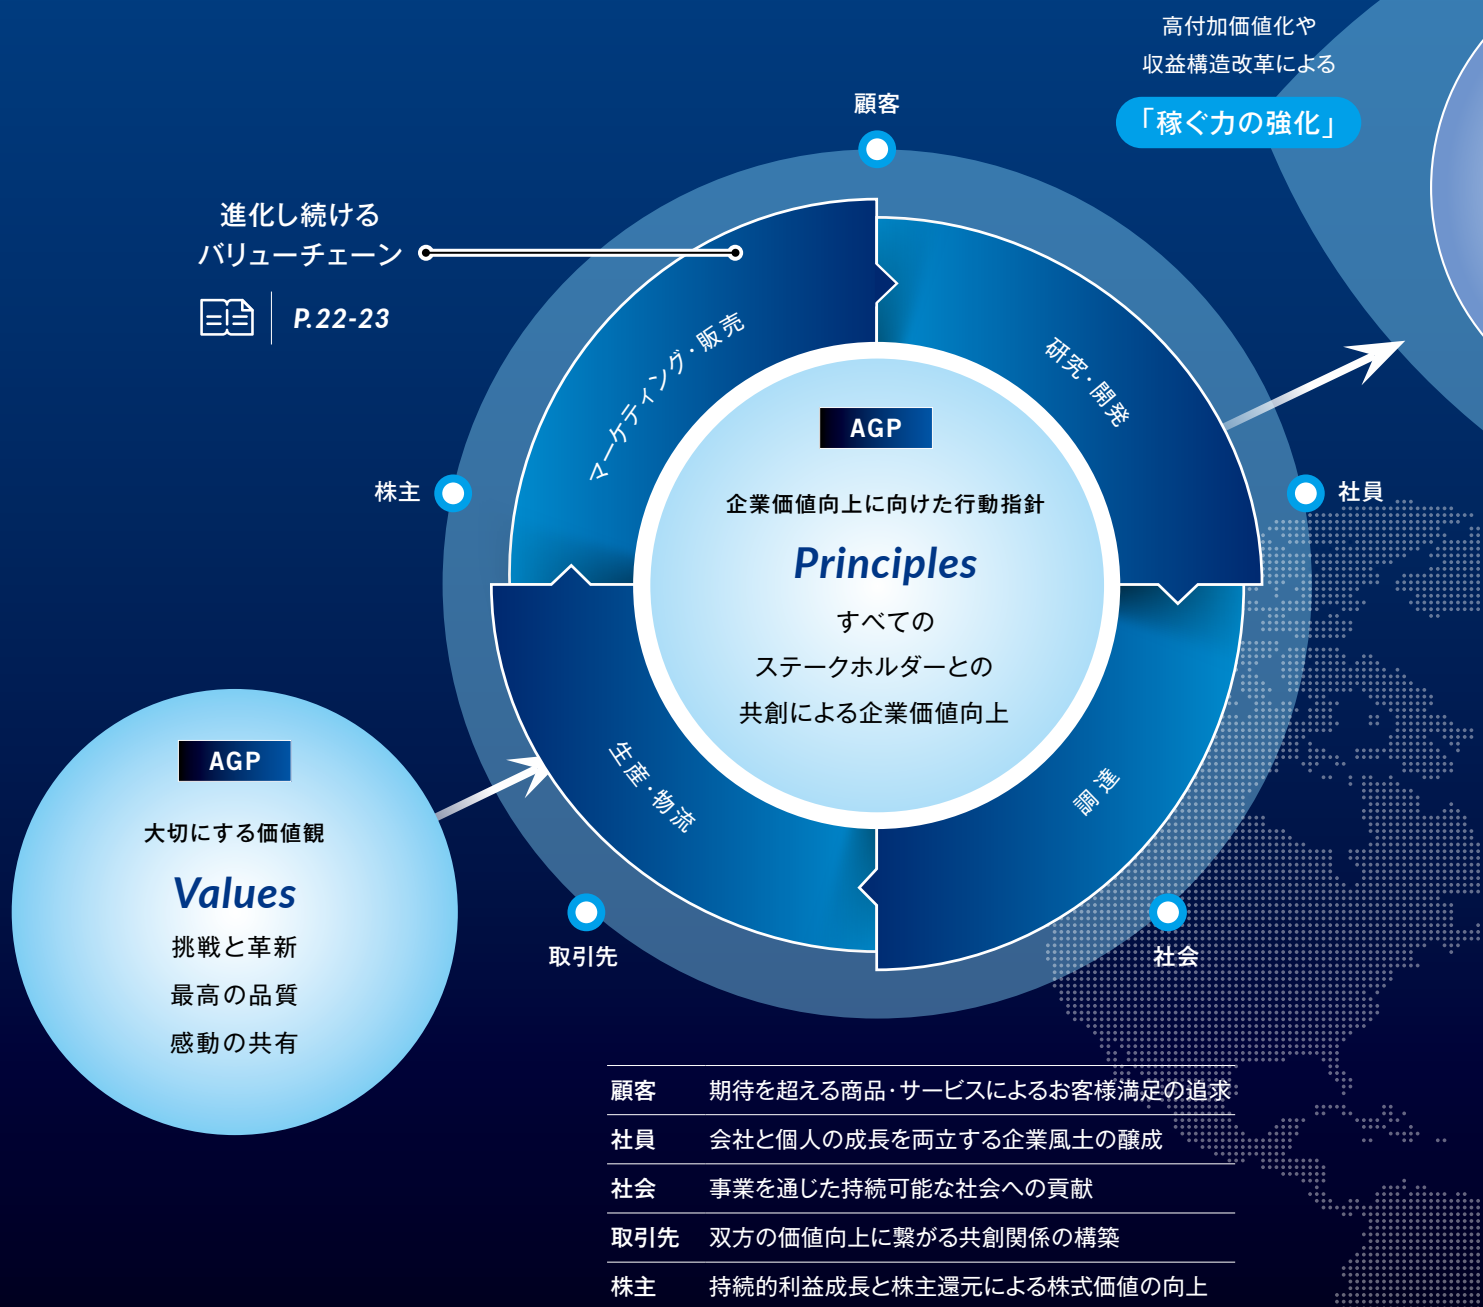 高付加価値化や
収益構造改革による
「稼ぐ力の強化」
顧客
進化し続ける
バリューチェーン
P.22-23
マーケティング・販売
研究・開発
株主
社員
AGP
企業価値向上に向けた行動指針
Principles
すべての
ステークホルダーとの
共創による企業価値向上
生産・物流
調達
AGP
大切にする価値観
Values
挑戦と革新
最高の品質
感動の共有
取引先
社会
顧客 期待を超える商品・サービスによるお客様満足の追求
社員 会社と個人の成長を両立する企業風土の醸成
社会 事業を通じた持続可能な社会への貢献
取引先 双方の価値向上に繋がる共創関係の構築
株主 持続的利益成長と株主還元による株式価値の向上